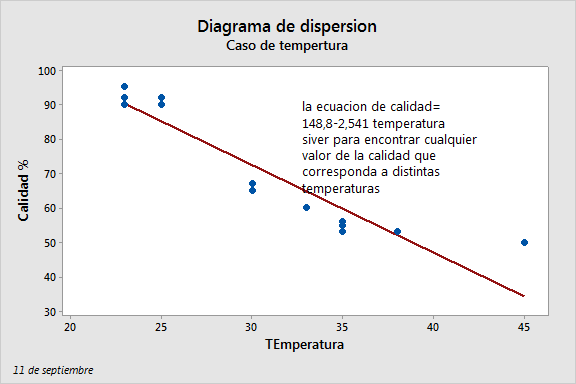 Diagrama de dispersion
Caso de tempertura
100
90
80
70
60
50
40
30
Calidad %
la ecuacion de calidad=
148,8-2,541 temperatura
siver para encontrar cualquier
valor de la calidad que
corresponda a distintas
temperaturas
20
25
30
35
40
45
TEmperatura
11 de septiembre